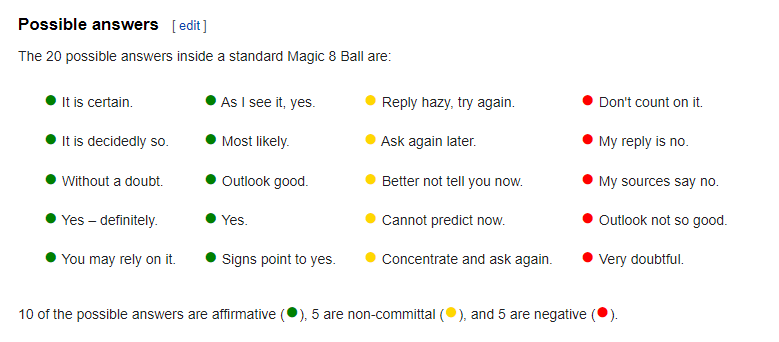 Possible answers [ edit ]
The 20 possible answers inside a standard Magic 8 Ball are:
It is certain. As I see it, yes. Reply hazy, try again. Don't count on it.
It is decidedly so. Most likely. Ask again later. My reply is no.
Without a doubt. Outlook good. Better not tell you now. My sources say no.
Yes – definitely. Yes. Cannot predict now. Outlook not so good.
You may rely on it. Signs point to yes. Concentrate and ask again. Very doubtful.
10 of the possible answers are affirmative (●), 5 are non-committal (●), and 5 are negative (●).